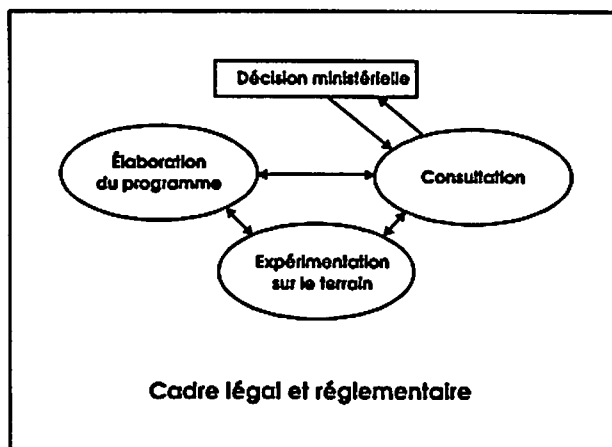 Décision ministérielle
Élaboration
du programme
Consultation
Expérimentation
sur le terrain
Cadre légal et réglementaire